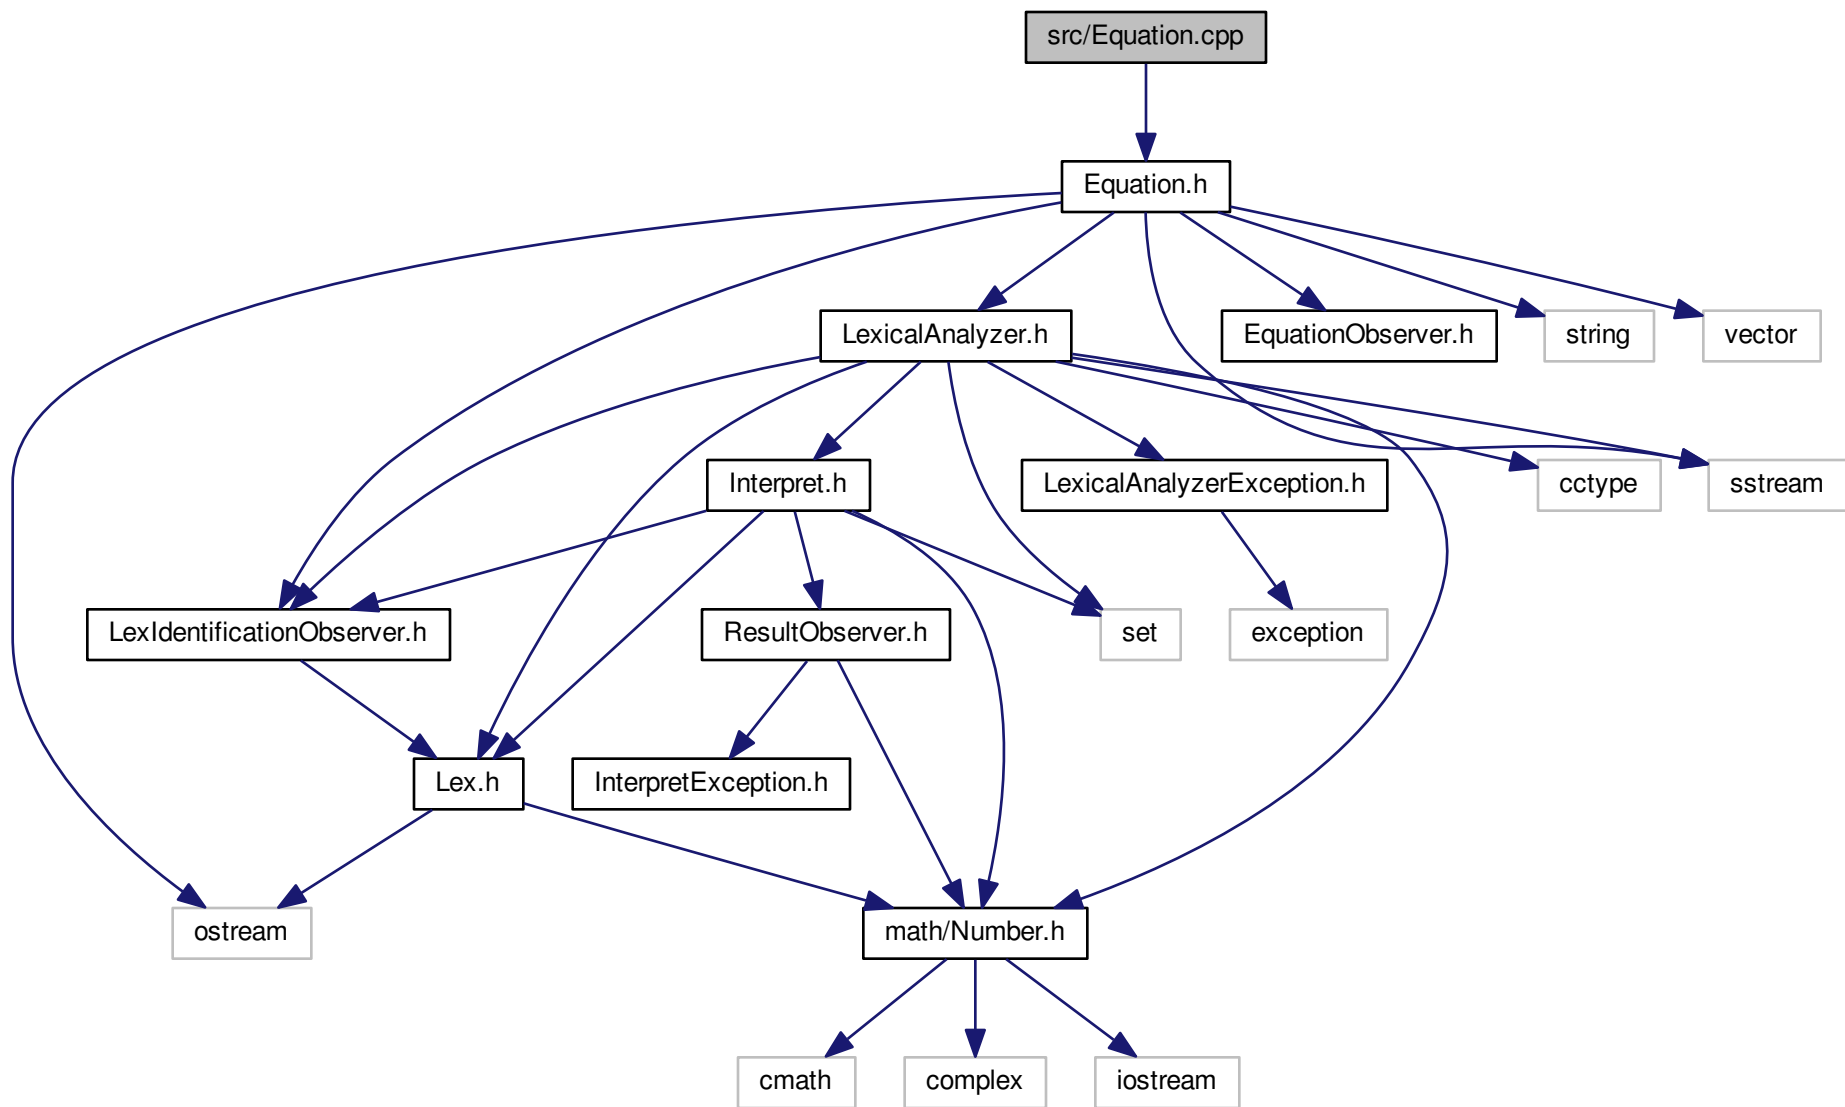 src/Equation.cpp
Equation.h
LexicalAnalyzer.h
EquationObserver.h
string
vector
Interpret.h
LexicalAnalyzerException.h
cctype
sstream
LexIdentificationObserver.h
ResultObserver.h
set
exception
Lex.h
InterpretException.h
ostream
math/Number.h
cmath
complex
iostream